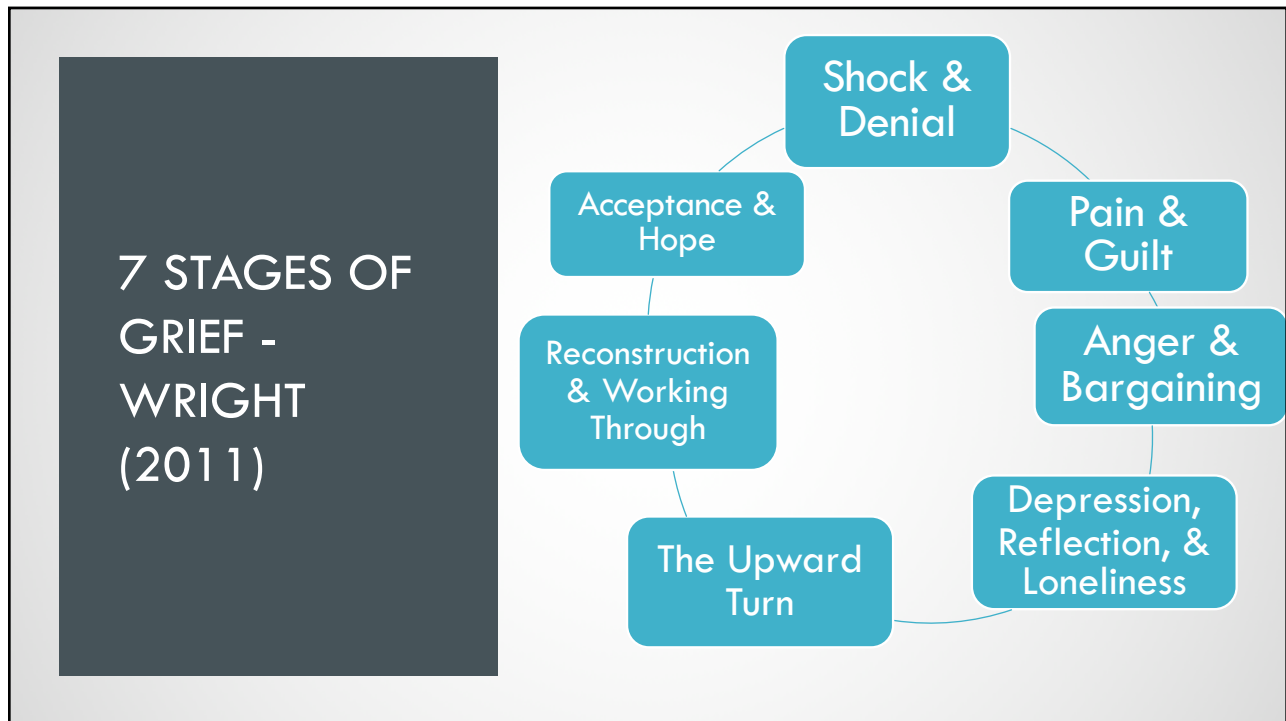 7 STAGES OF
GRIEF -
WRIGHT
(2011)
Shock &
Denial
Pain &
Guilt
Anger &
Bargaining
Depression,
Reflection, &
Loneliness
The Upward
Turn
Reconstruction
& Working
Through
Acceptance &
Hope